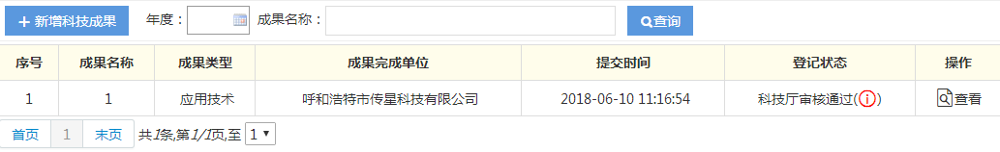 + 新增科技成果 年度： 成果名称： 查询
序号 成果名称 成果类型 成果完成单位 提交时间 登记状态 操作
1 1 应用技术 呼和浩特市传星科技有限公司 2018-06-10 11:16:54 科技厅审核通过(i) 查看
首页 1 末页 共1条,第1/1页,至 1